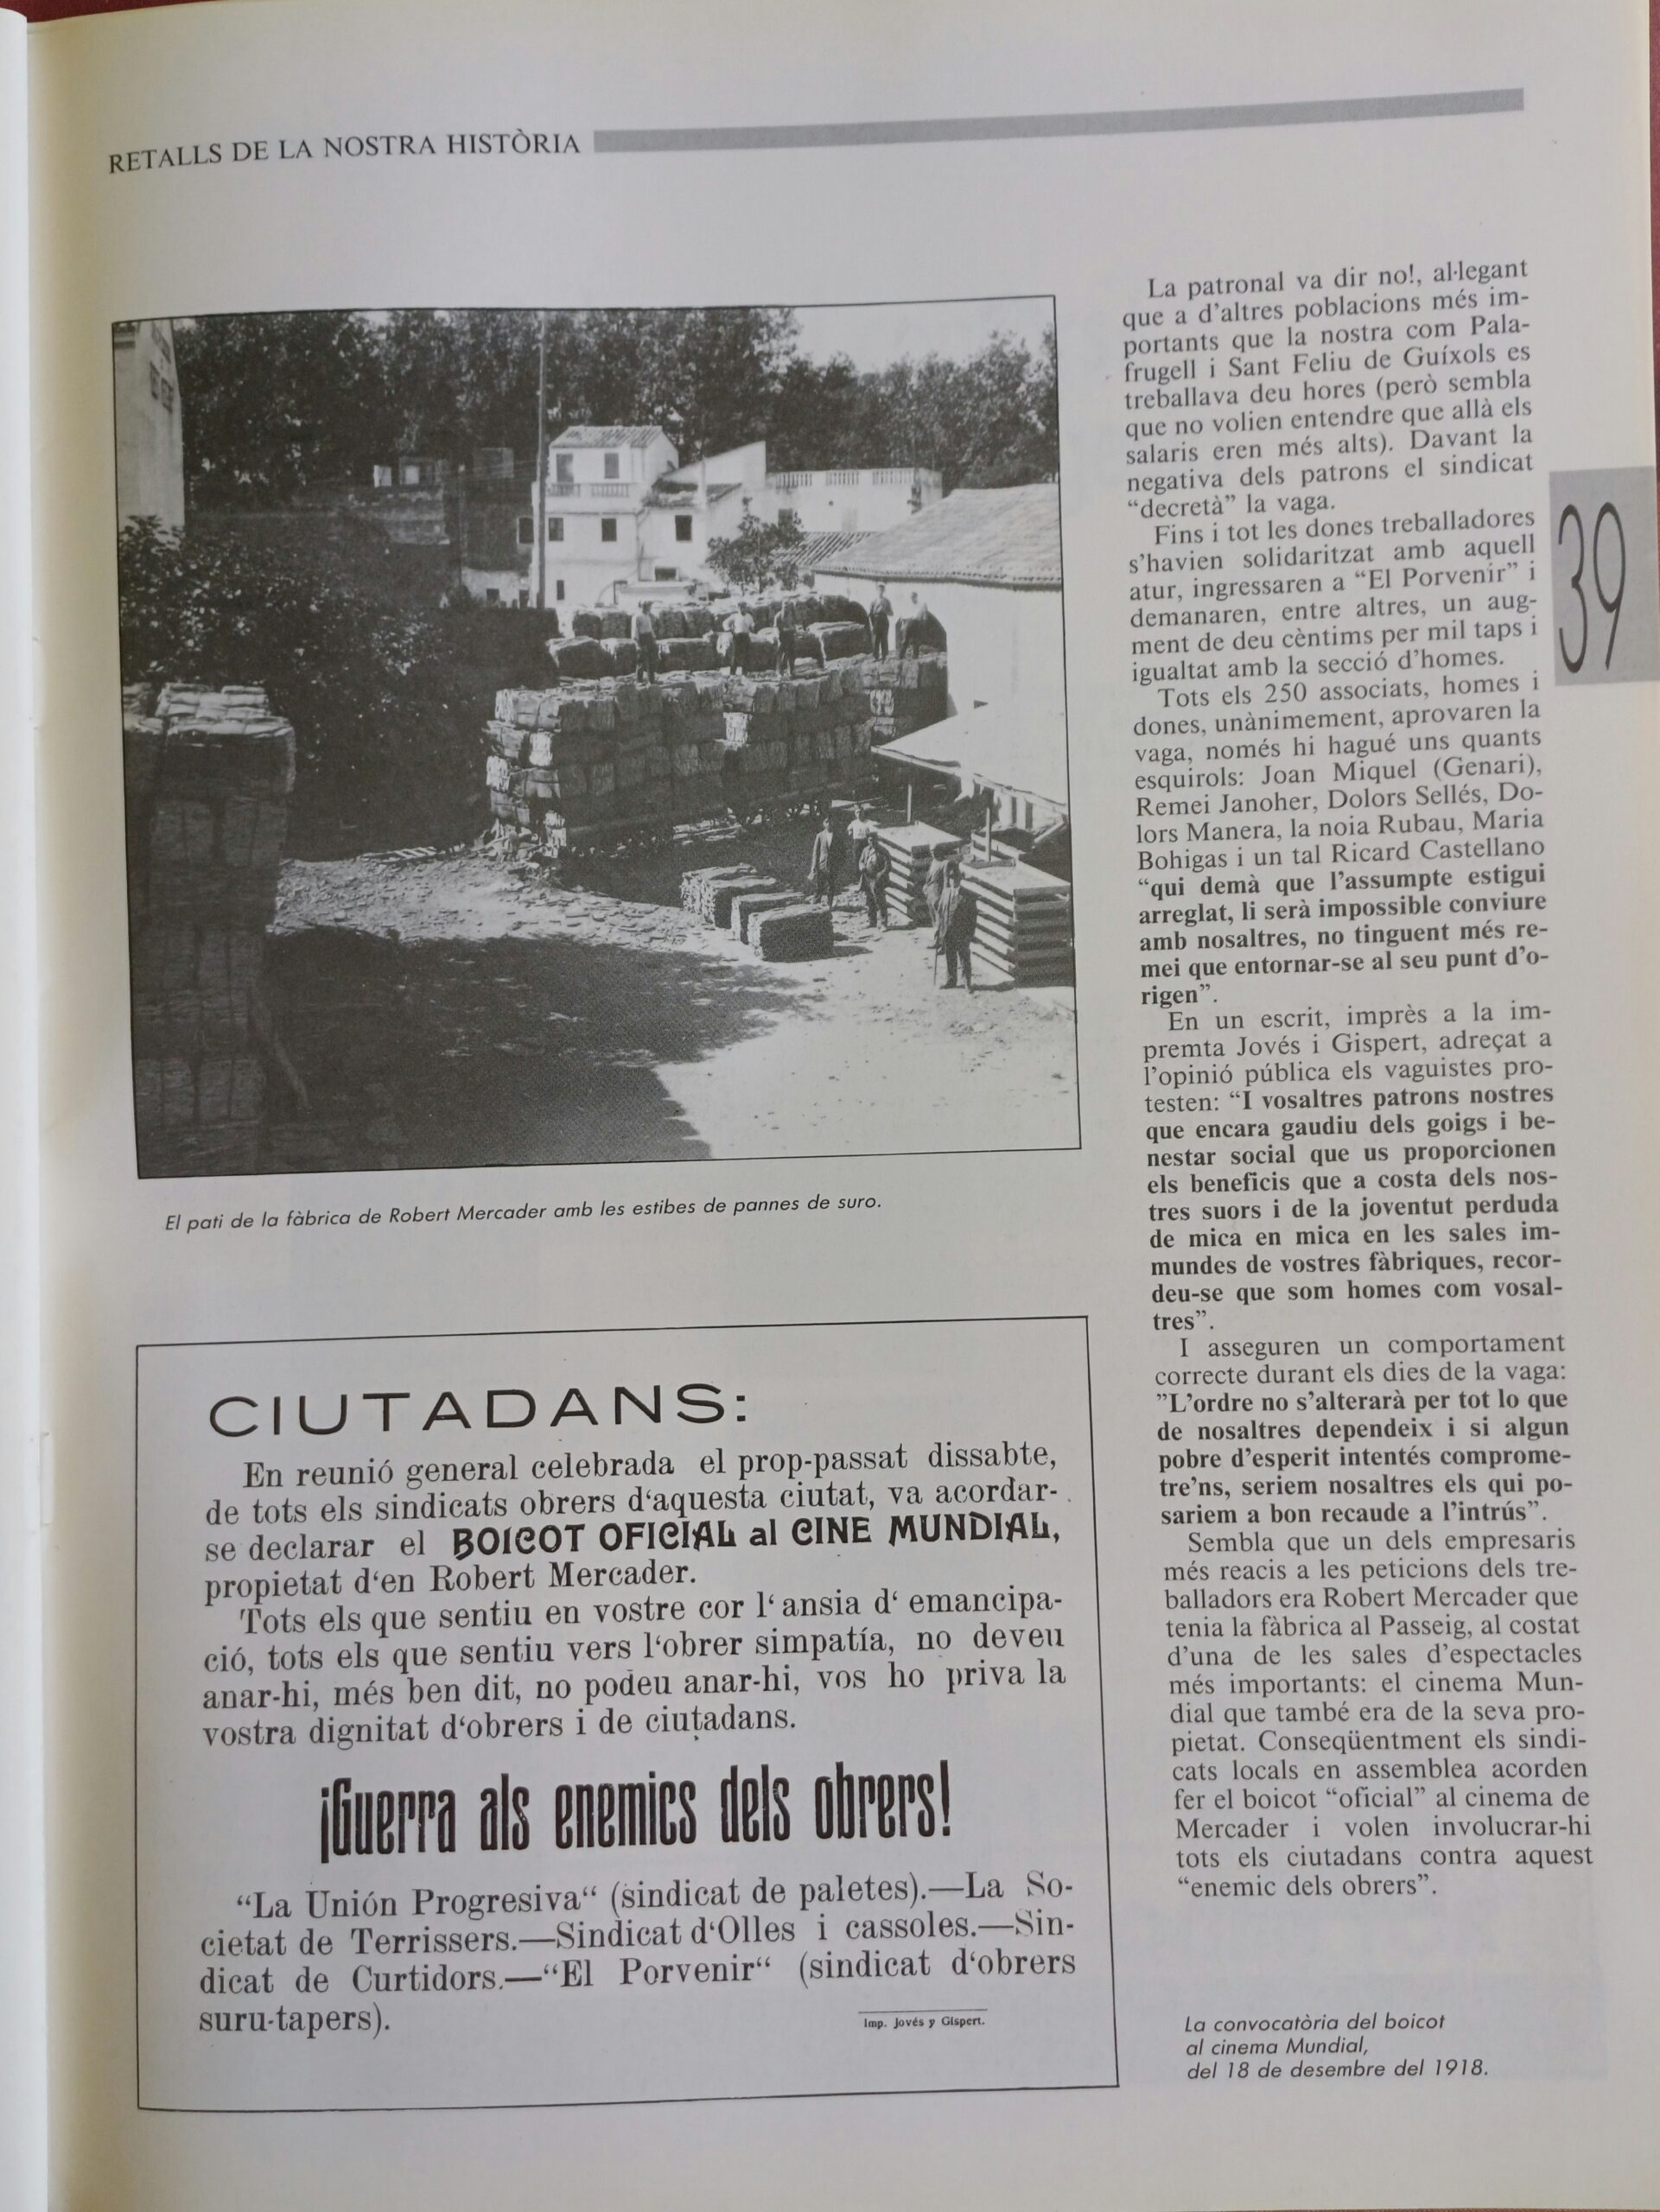 RETALLS DE LA NOSTRA HISTÒRIA
El pati de la fàbrica de Robert Mercader amb les estibes de pannes de suro.
CIUTADANS:
En reunió general celebrada el prop-passat dissabte,
de tots els sindicats obrers d‘aquesta ciutat, va acordar-
se declarar el BOICOT OFICIAL al CINE MUNDIAL,
propietat d‘en Robert Mercader.
Tots els que sentiu en vostre cor l‘ansia d‘ emancipa-
ció, tots els que sentiu vers l‘obrer simpatía, no deveu
anar-hi, més ben dit, no podeu anar-hi, vos ho priva la
vostra dignitat d‘obrers i de ciutadans.
¡Guerra als enemics dels obrers!
“La Unión Progresiva“ (sindicat de paletes).—La So-
cietat de Terrissers.—Sindicat d‘Olles i cassoles.—Sin-
dicat de Curtidors.—“El Porvenir“ (sindicat d‘obrers
suru-tapers).
Imp. Jovés y Gispert.
La patronal va dir no!, al·legant
que a d’altres poblacions més im-
portants que la nostra com Pala-
frugell i Sant Feliu de Guíxols es
treballava deu hores (però sembla
que no volien entendre que allà els
salaris eren més alts). Davant la
negativa dels patrons el sindicat
“decretà” la vaga.
Fins i tot les dones treballadores
s’havien solidaritzat amb aquell
atur, ingressaren a “El Porvenir” i
demanaren, entre altres, un aug-
ment de deu cèntims per mil taps i
igualtat amb la secció d’homes.
Tots els 250 associats, homes i
dones, unànimement, aprovaren la
vaga, només hi hagué uns quants
esquirols: Joan Miquel (Genari),
Remei Janoher, Dolors Sellés, Do-
lors Manera, la noia Rubau, Maria
Bohigas i un tal Ricard Castellano
“qui demà que l’assumpte estigui
arreglat, li serà impossible conviure
amb nosaltres, no tinguent més re-
mei que entornar-se al seu punt d’o-
rigen”.
En un escrit, imprès a la im-
premta Jovés i Gispert, adreçat a
l’opinió pública els vaguistes pro-
testen: “I vosaltres patrons nostres
que encara gaudiu dels goigs i be-
nestar social que us proporcionen
els beneficis que a costa dels nos-
tres suors i de la joventut perduda
de mica en mica en les sales im-
mundes de vostres fàbriques, recor-
deu-se que som homes com vosal-
tres”.
I asseguren un comportament
correcte durant els dies de la vaga:
”L’ordre no s’alterarà per tot lo que
de nosaltres dependeix i si algun
pobre d’esperit intentés comprome-
tre’ns, seriem nosaltres els qui po-
sariem a bon recaude a l’intrús”.
Sembla que un dels empresaris
més reacis a les peticions dels tre-
balladors era Robert Mercader que
tenia la fàbrica al Passeig, al costat
d’una de les sales d’espectacles
més importants: el cinema Mun-
dial que també era de la seva pro-
pietat. Conseqüentment els sindi-
cats locals en assemblea acorden
fer el boicot “oficial” al cinema de
Mercader i volen involucrar-hi
tots els ciutadans contra aquest
“enemic dels obrers”.
La convocatòria del boicot
al cinema Mundial,
del 18 de desembre del 1918.
39